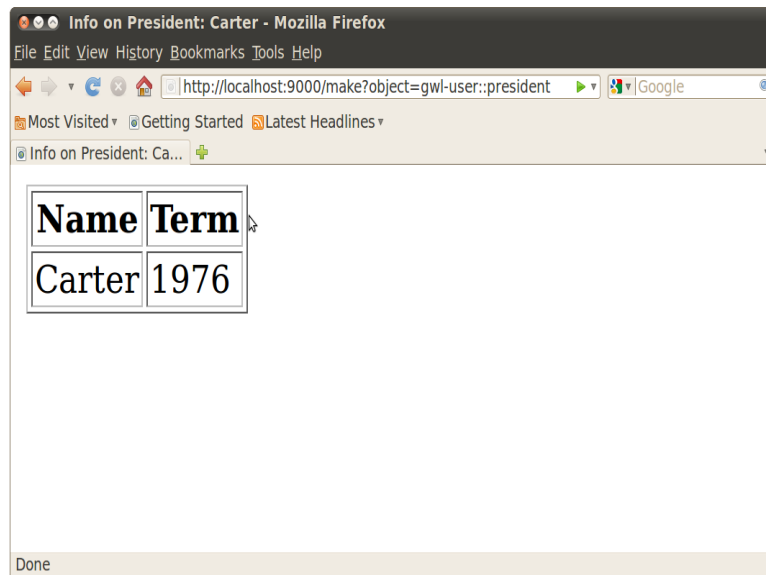 Info on President: Carter - Mozilla Firefox
File Edit View History Bookmarks Tools Help
http://localhost:9000/make?object=gwl-user::president Google
Most Visited Getting Started Latest Headlines
Info on President: Ca...
Name Term
Carter 1976
Done